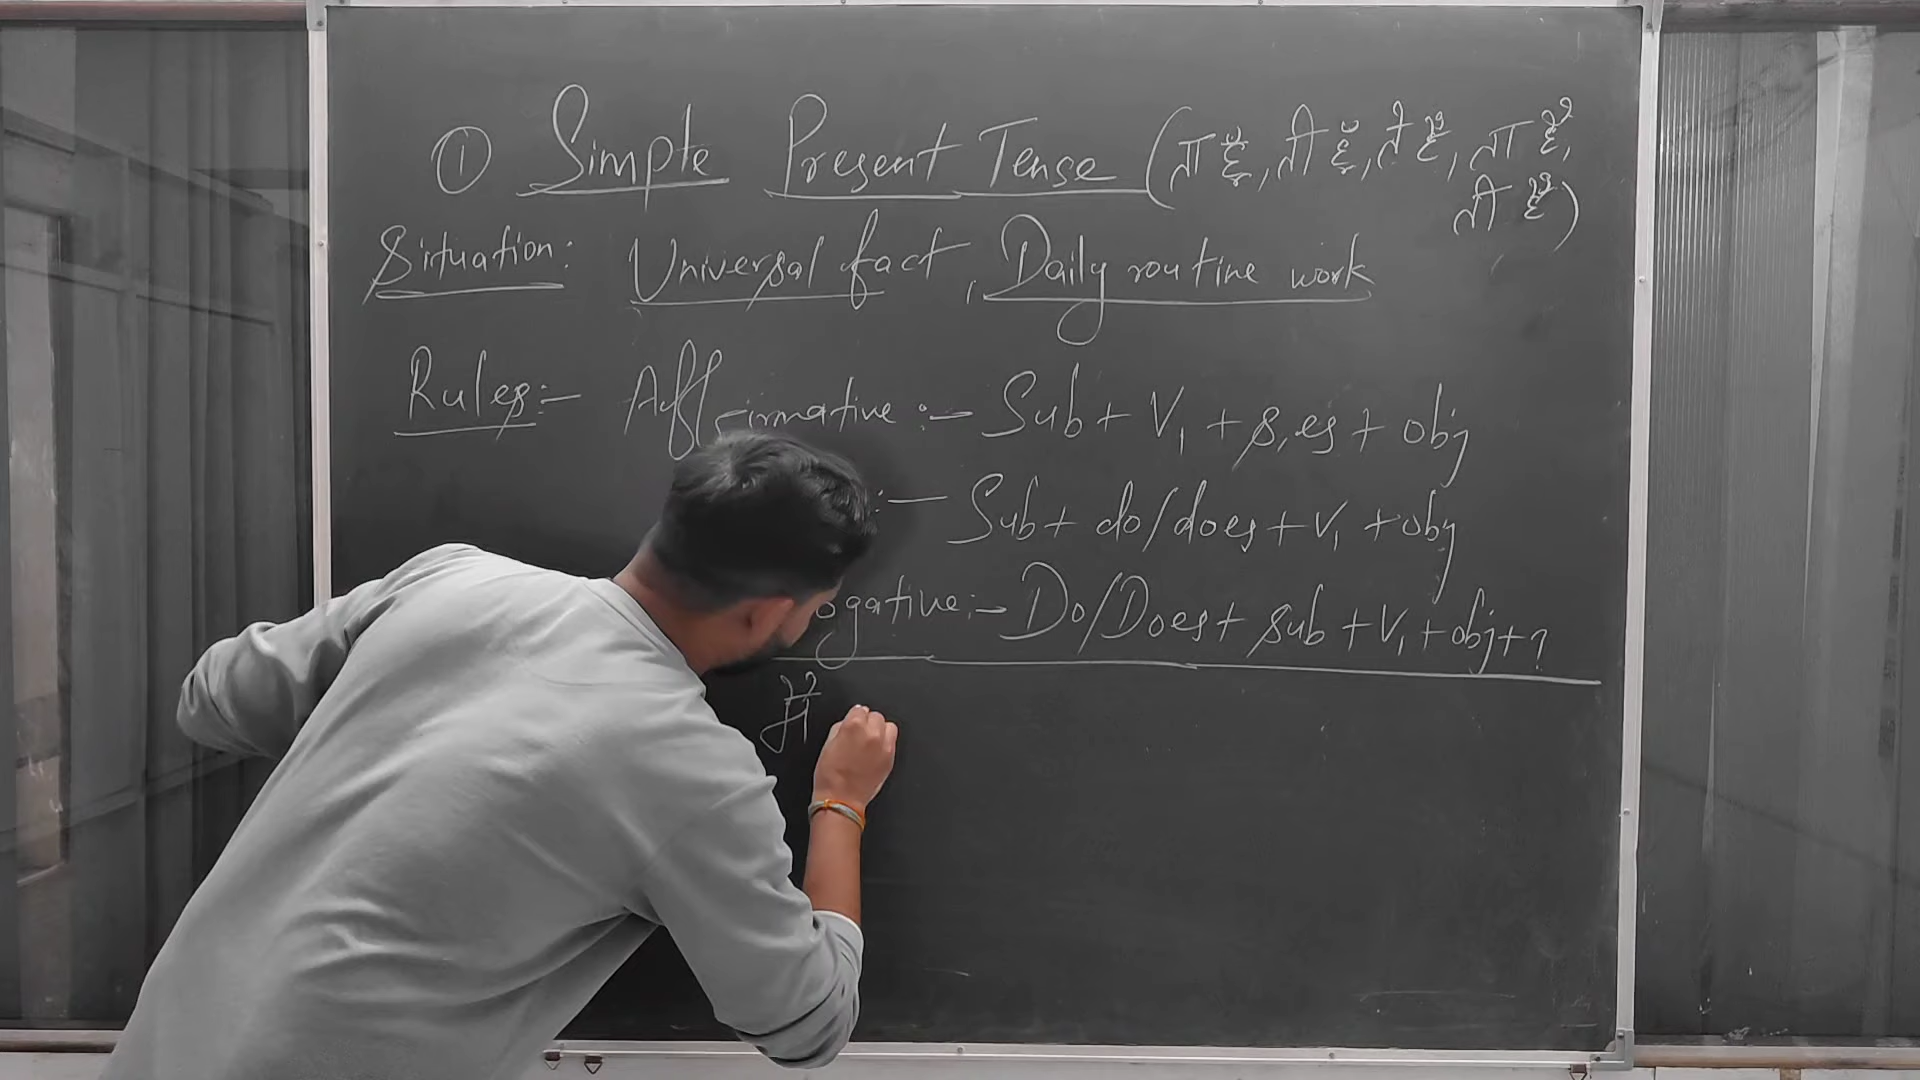 ① Simple Present Tense (ता हूँ, ती हूँ, ते हैं, ता है,
ती है)
Situation: Universal fact, Daily routine work
Rules:- Affirmative:- Sub + V₁ + s, es + obj
:- Sub + do/does + V₁ + obj
ogative:- Do/Does + sub + V₁ + obj + ?
मैं